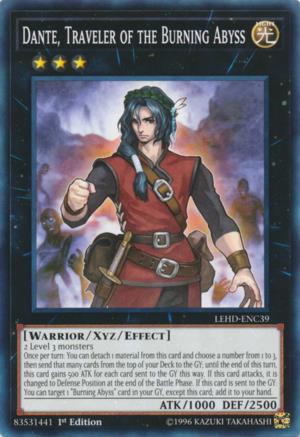 DANTE, TRAVELER OF THE BURNING ABYSS
LIGHT
光
LEHD-ENC39
[WARRIOR/XYZ/EFFECT]
2 Level 3 monsters
Once per turn: You can detach 1 material from this card and choose a number from 1 to 3,
then send that many cards from the top of your Deck to the GY; until the end of this turn,
this card gains 500 ATK for each card sent to the GY this way. If this card attacks, it is
changed to Defense Position at the end of the Battle Phase. If this card is sent to the GY:
You can target 1 "Burning Abyss" card in your GY, except this card; add it to your hand.
ATK/1000 DEF/2500
83531441 1st Edition ©1996 KAZUKI TAKAHASHI